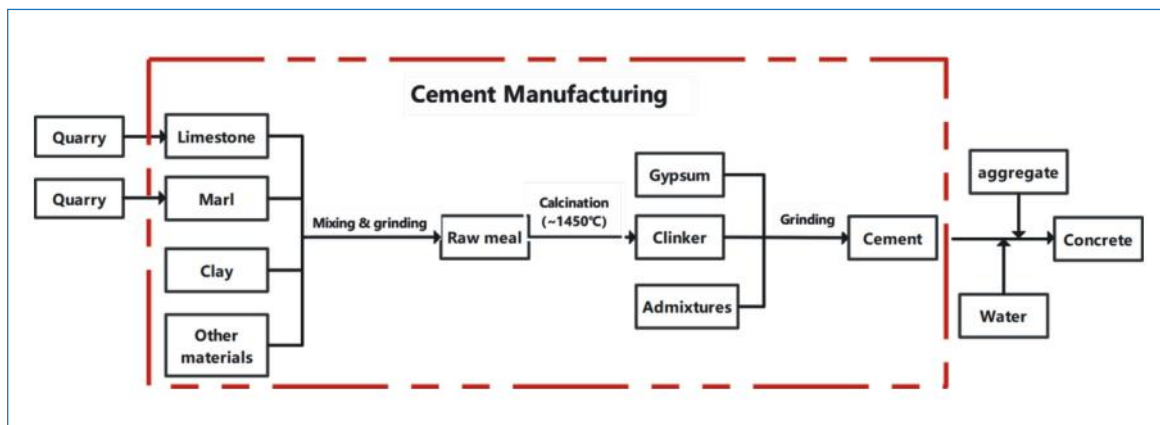 Cement Manufacturing
Quarry
Limestone
Quarry
Marl
Clay
Other
materials
Mixing & grinding
Raw meal
Calcination
(~1450℃)
Gypsum
Clinker
Admixtures
Grinding
Cement
aggregate
Water
Concrete